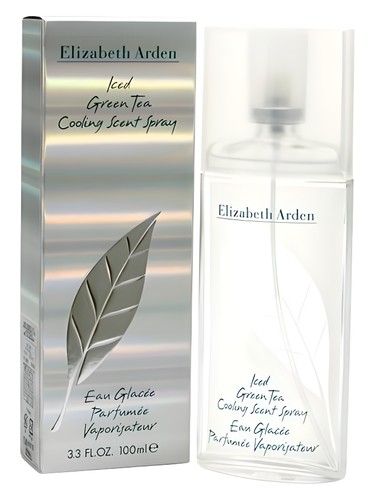 Elizabeth Arden
Iced
Green Tea
Cooling Scent Spray
Eau Glacée
Parfumée
Vaporisateur
3.3 FL.OZ. 100ml℮
Elizabeth Arden
Iced
Green Tea
Cooling Scent Spray
Eau Glacée
Parfumée Vaporisateur